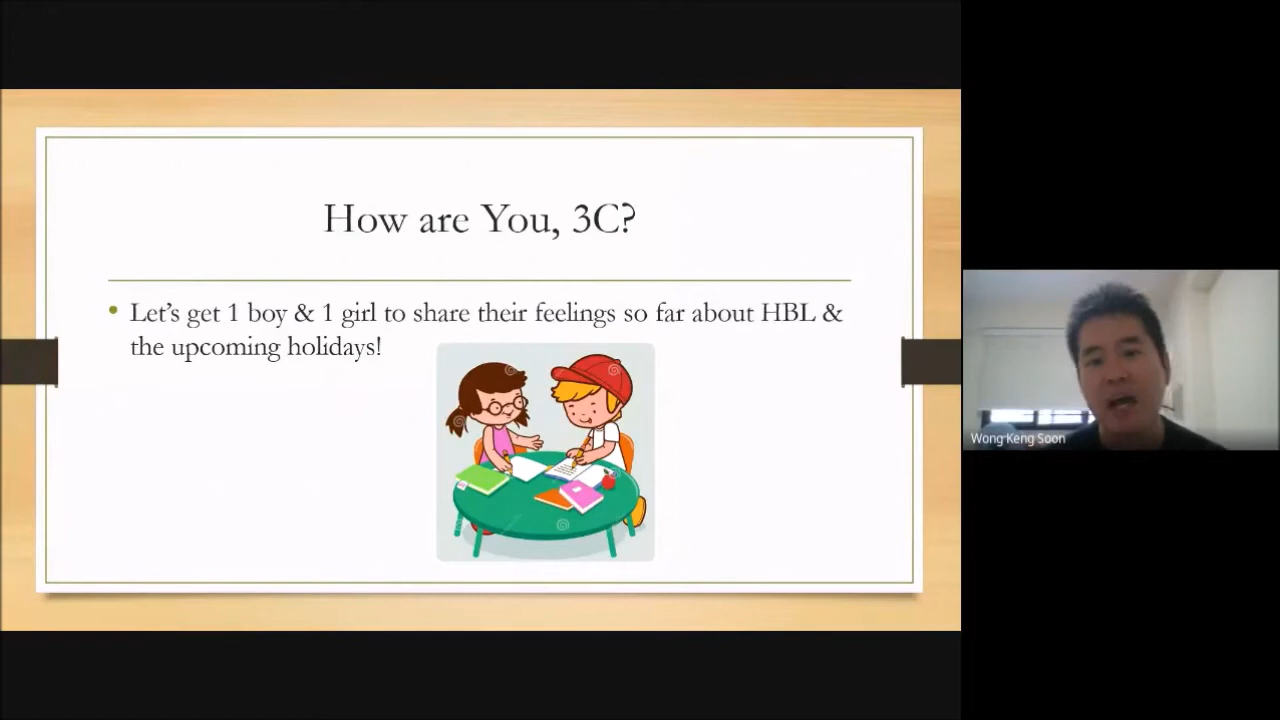 How are You, 3C?
• Let's get 1 boy & 1 girl to share their feelings so far about HBL &
the upcoming holidays!
Wong Keng Soon